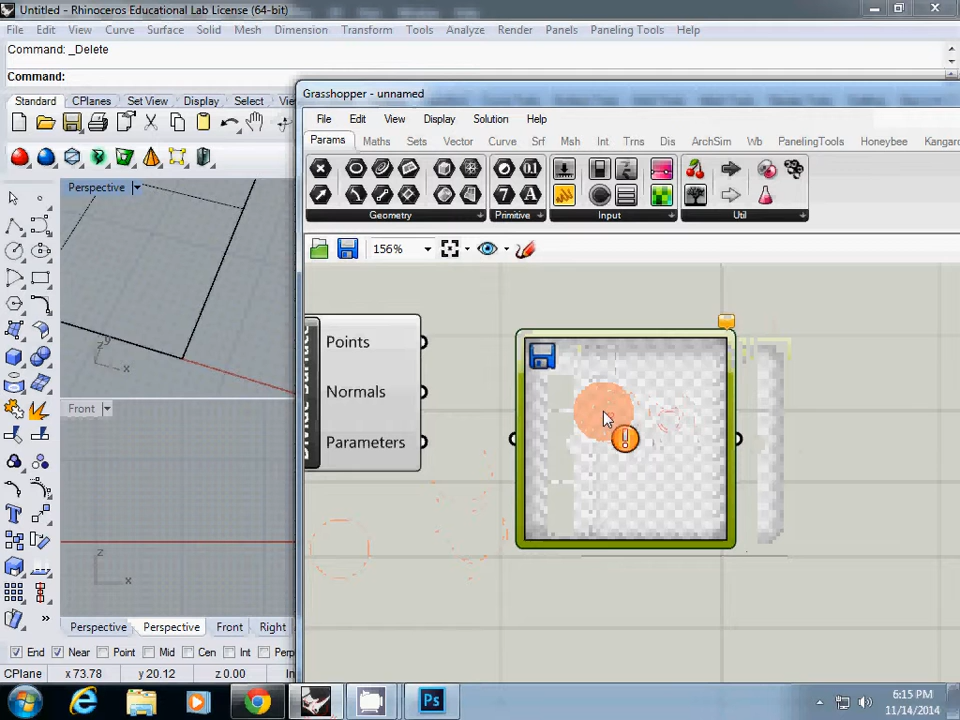 Untitled - Rhinoceros Educational Lab License (64-bit)
File Edit View Curve Surface Solid Mesh Dimension Transform Tools Analyze Render Panels Paneling Tools Help
Command: _Delete
Command:
Standard CPlanes Set View Display Select
Grasshopper - unnamed
File Edit View Display Solution Help
Params Maths Sets Vector Curve Srf Msh Int Trns Dis ArchSim Wb PanelingTools Honeybee Kangaro
Geometry Primitive Input Util
156%
Perspective
z y x
Points
Normals
Parameters
Front
z
x
Perspective Perspective Front Right
End Near Point Mid Cen Int Perp
CPlane x 73.78 y 20.12 z 0.00
Ps
6:15 PM
11/14/2014